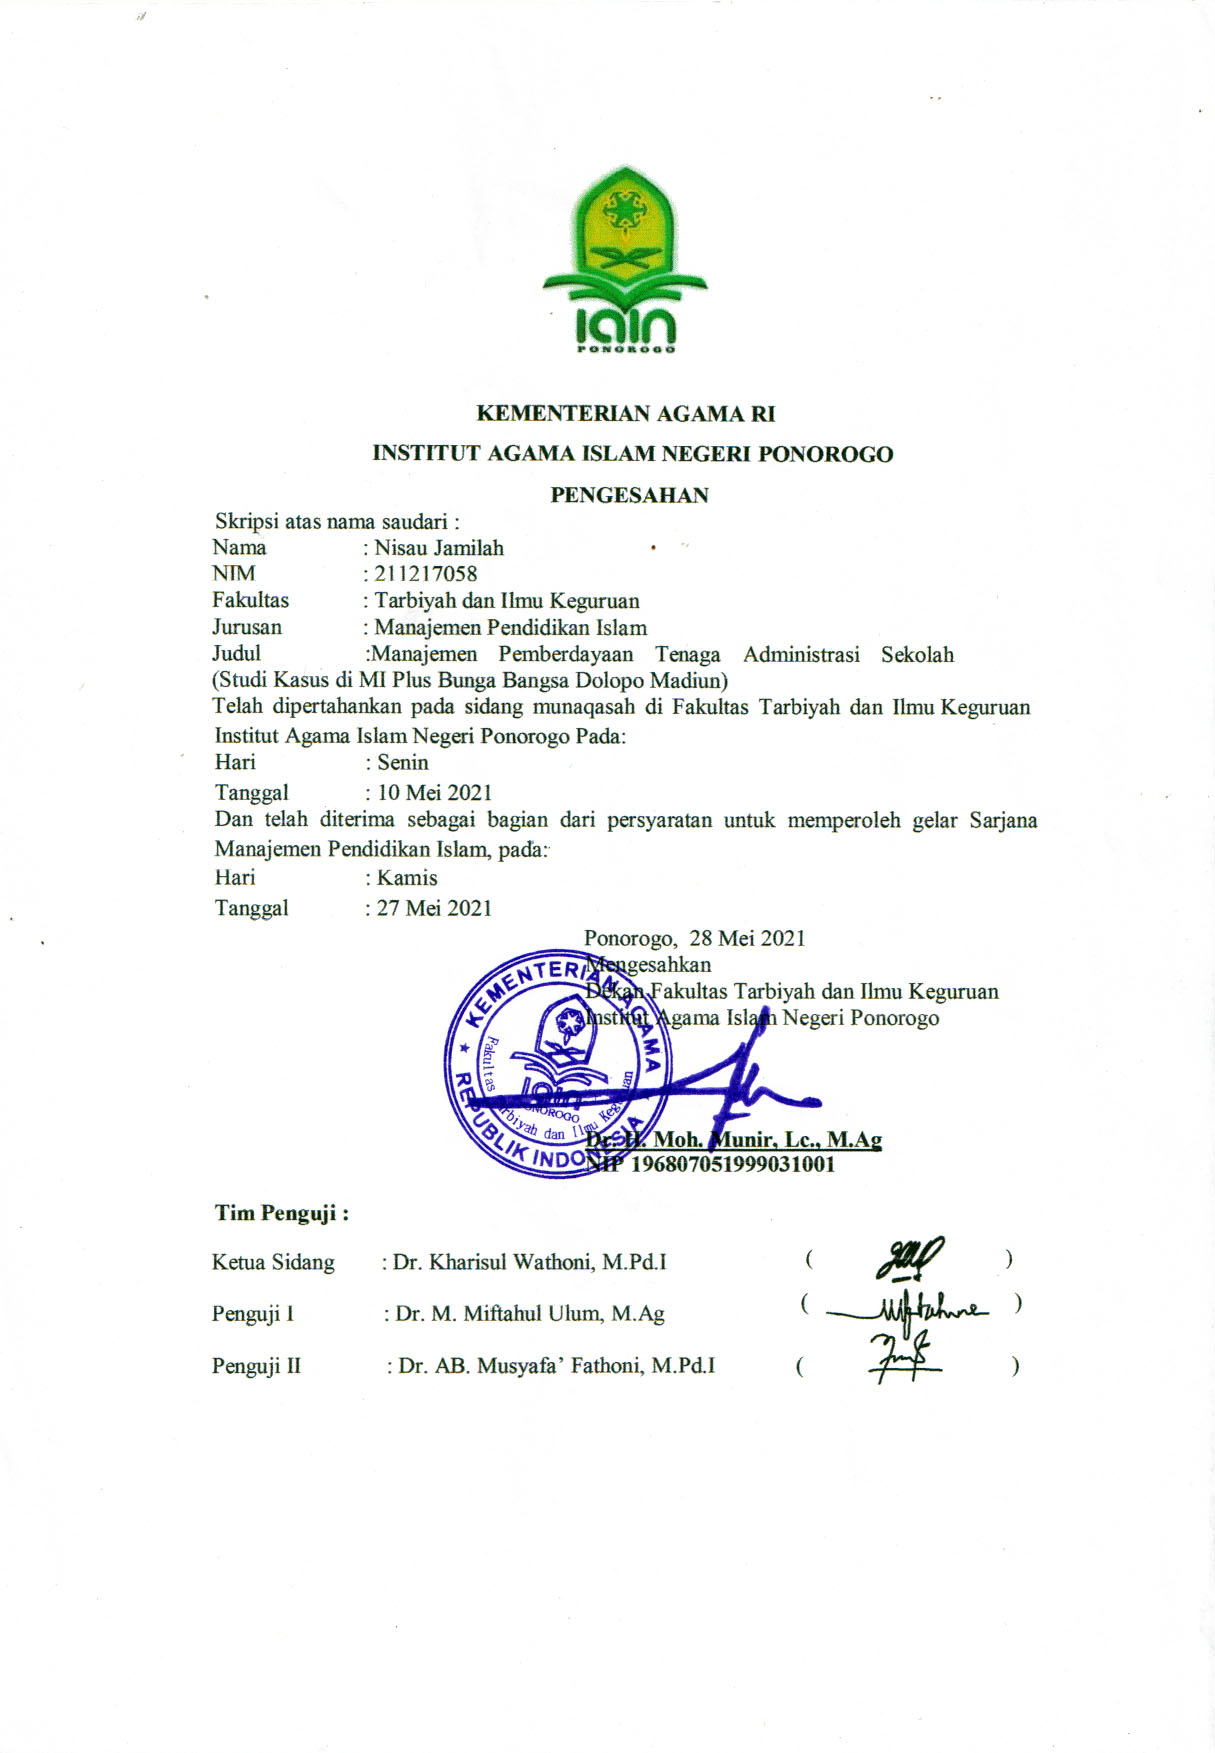 IAIN
PONOROGO
KEMENTERIAN AGAMA RI
INSTITUT AGAMA ISLAM NEGERI PONOROGO
PENGESAHAN
Skripsi atas nama saudari :
Nama : Nisau Jamilah
NIM : 211217058
Fakultas : Tarbiyah dan Ilmu Keguruan
Jurusan : Manajemen Pendidikan Islam
Judul :Manajemen Pemberdayaan Tenaga Administrasi Sekolah
(Studi Kasus di MI Plus Bunga Bangsa Dolopo Madiun)
Telah dipertahankan pada sidang munaqasah di Fakultas Tarbiyah dan Ilmu Keguruan
Institut Agama Islam Negeri Ponorogo Pada:
Hari : Senin
Tanggal : 10 Mei 2021
Dan telah diterima sebagai bagian dari persyaratan untuk memperoleh gelar Sarjana
Manajemen Pendidikan Islam, pada:
Hari : Kamis
Tanggal : 27 Mei 2021
Ponorogo, 28 Mei 2021
Mengesahkan
Dekan Fakultas Tarbiyah dan Ilmu Keguruan
Institut Agama Islam Negeri Ponorogo
KEMENTERIAN AGAMA
REPUBLIK INDONESIA
Fakultas Tarbiyah dan Ilmu Keguruan
IAIN
PONOROGO
Dr. H. Moh. Munir, Lc., M.Ag
NIP 196807051999031001
Tim Penguji :
Ketua Sidang : Dr. Kharisul Wathoni, M.Pd.I ( )
Penguji I : Dr. M. Miftahul Ulum, M.Ag ( )
Penguji II : Dr. AB. Musyafa’ Fathoni, M.Pd.I ( )